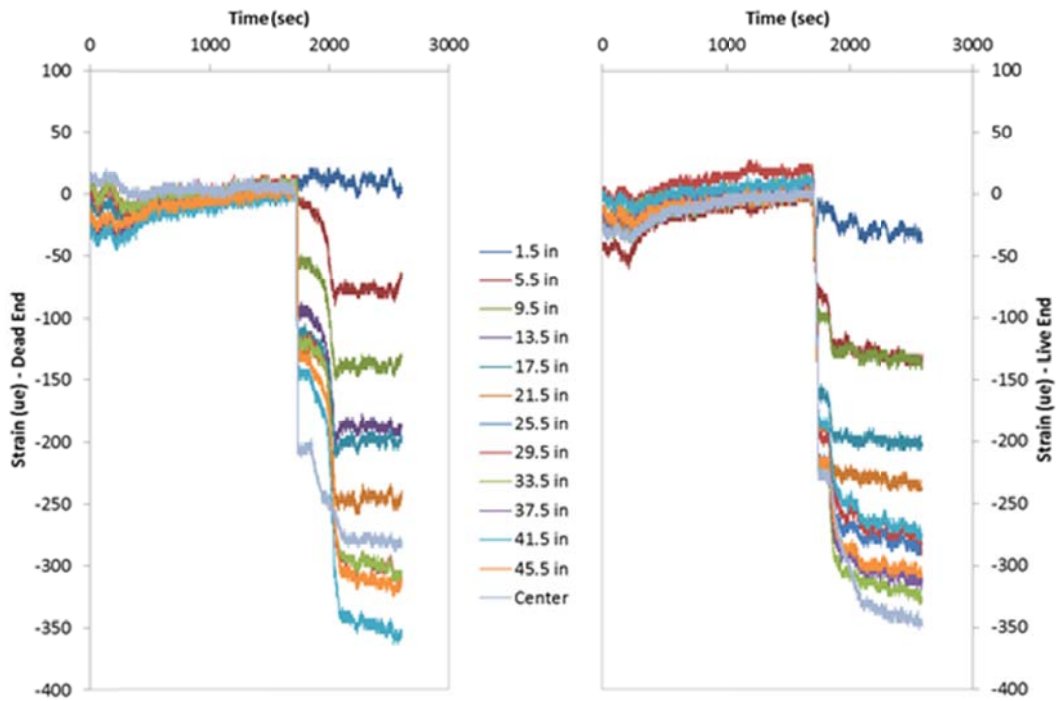 Time (sec)
0 1000 2000 3000
100
50
0
-50
-100
-150
-200
-250
-300
-350
-400
Strain (ue) - Dead End
1.5 in
5.5 in
9.5 in
13.5 in
17.5 in
21.5 in
25.5 in
29.5 in
33.5 in
37.5 in
41.5 in
45.5 in
Center
Time (sec)
0 1000 2000 3000
100
50
0
-50
-100
-150
-200
-250
-300
-350
-400
Strain (ue) - Live End